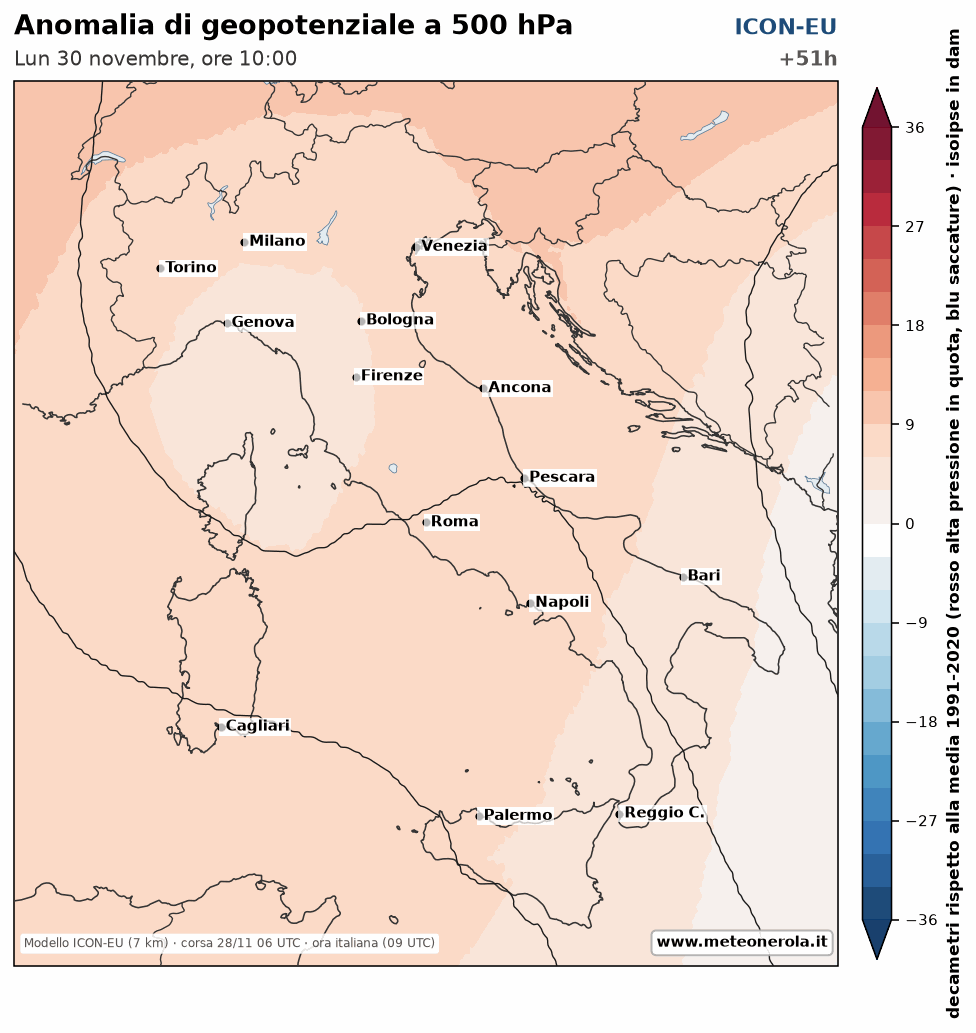 Anomalia di geopotenziale a 500 hPa
ICON-EU
Lun 30 novembre, ore 10:00
+51h
Milano
Venezia
Torino
Genova
Bologna
Firenze
Ancona
Pescara
Roma
Bari
Napoli
Cagliari
Palermo
Reggio C.
Modello ICON-EU (7 km) · corsa 28/11 06 UTC · ora italiana (09 UTC)
www.meteonerola.it
36
27
18
9
0
−9
−18
−27
−36
decametri rispetto alla media 1991-2020 (rosso alta pressione in quota, blu saccature) · isoipse in dam